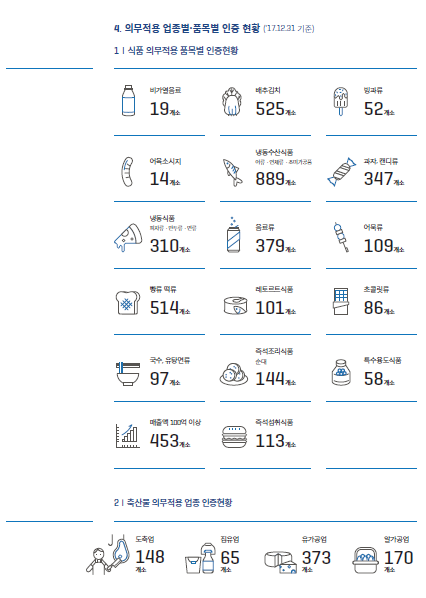 4. 의무적용 업종별·품목별 인증 현황 ('17.12.31 기준)
1 | 식품 의무적용 품목별 인증현황
비가열음료
19개소
배추김치
525개소
빙과류
52개소
어육소시지
14개소
냉동수산식품
어류 · 연체류 · 조미가공품
889개소
과자·캔디류
347개소
냉동식품
피자류 · 만두류 · 면류
310개소
음료류
379개소
어묵류
109개소
빵류 떡류
514개소
레토르트식품
101개소
초콜릿류
86개소
국수, 유탕면류
97개소
즉석조리식품
순대
144개소
특수용도식품
58개소
매출액 100억 이상
453개소
즉석섭취식품
113개소
2 | 축산물 의무적용 업종 인증현황
도축업
148
개소
집유업
65
개소
유가공업
373
개소
알가공업
170
개소